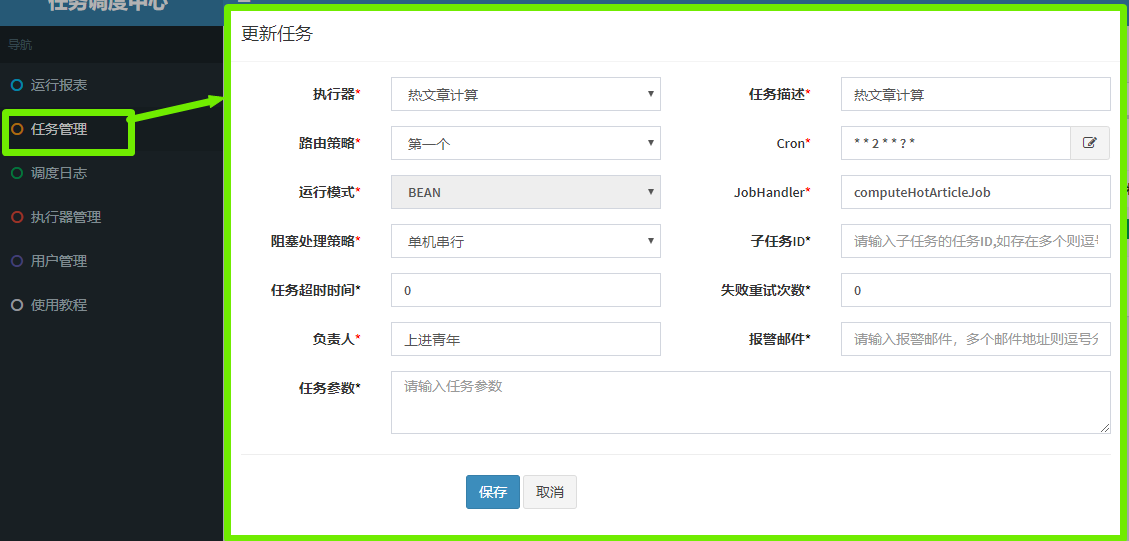 任务调度中心
导航
运行报表
任务管理
调度日志
执行器管理
用户管理
使用教程
更新任务
执行器* 热文章计算 任务描述* 热文章计算
路由策略* 第一个 Cron* * * 2 * * ? *
运行模式* BEAN JobHandler* computeHotArticleJob
阻塞处理策略* 单机串行 子任务ID* 请输入子任务的任务ID,如存在多个则逗
任务超时时间* 0 失败重试次数* 0
负责人* 上进青年 报警邮件* 请输入报警邮件，多个邮件地址则逗号分
任务参数* 请输入任务参数
保存 取消